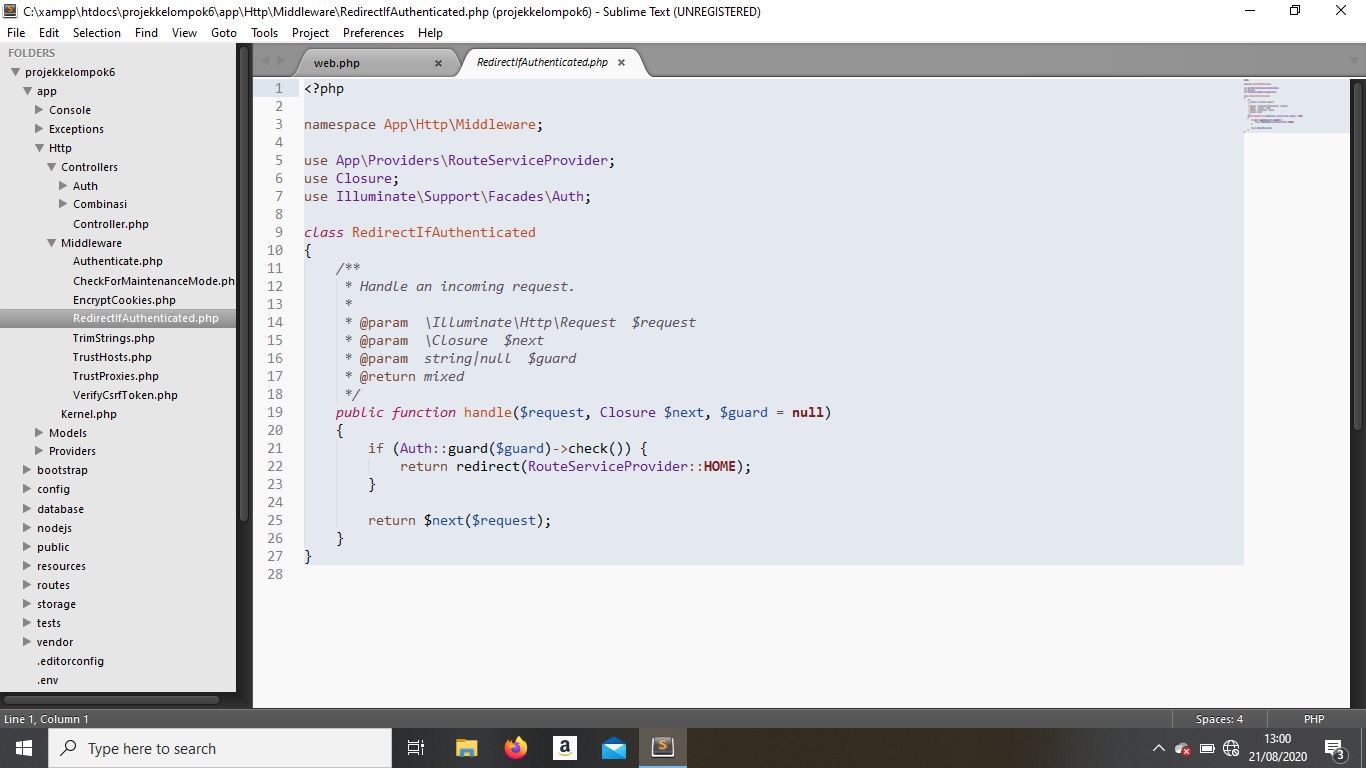 C:\xampp\htdocs\projekkelompok6\app\Http\Middleware\RedirectIfAuthenticated.php (projekkelompok6) - Sublime Text (UNREGISTERED)
File Edit Selection Find View Goto Tools Project Preferences Help
FOLDERS
projekkelompok6
app
Console
Exceptions
Http
Controllers
Auth
Combinasi
Controller.php
Middleware
Authenticate.php
CheckForMaintenanceMode.ph
EncryptCookies.php
RedirectIfAuthenticated.php
TrimStrings.php
TrustHosts.php
TrustProxies.php
VerifyCsrfToken.php
Kernel.php
Models
Providers
bootstrap
config
database
nodejs
public
resources
routes
storage
tests
vendor
.editorconfig
.env
web.php × RedirectIfAuthenticated.php ×
1 <?php
2
3 namespace App\Http\Middleware;
4
5 use App\Providers\RouteServiceProvider;
6 use Closure;
7 use Illuminate\Support\Facades\Auth;
8
9 class RedirectIfAuthenticated
10 {
11     /**
12      * Handle an incoming request.
13      *
14      * @param  \Illuminate\Http\Request  $request
15      * @param  \Closure  $next
16      * @param  string|null  $guard
17      * @return mixed
18      */
19     public function handle($request, Closure $next, $guard = null)
20     {
21         if (Auth::guard($guard)->check()) {
22             return redirect(RouteServiceProvider::HOME);
23         }
24
25         return $next($request);
26     }
27 }
28
Line 1, Column 1 Spaces: 4 PHP
Type here to search
13:00
21/08/2020
3